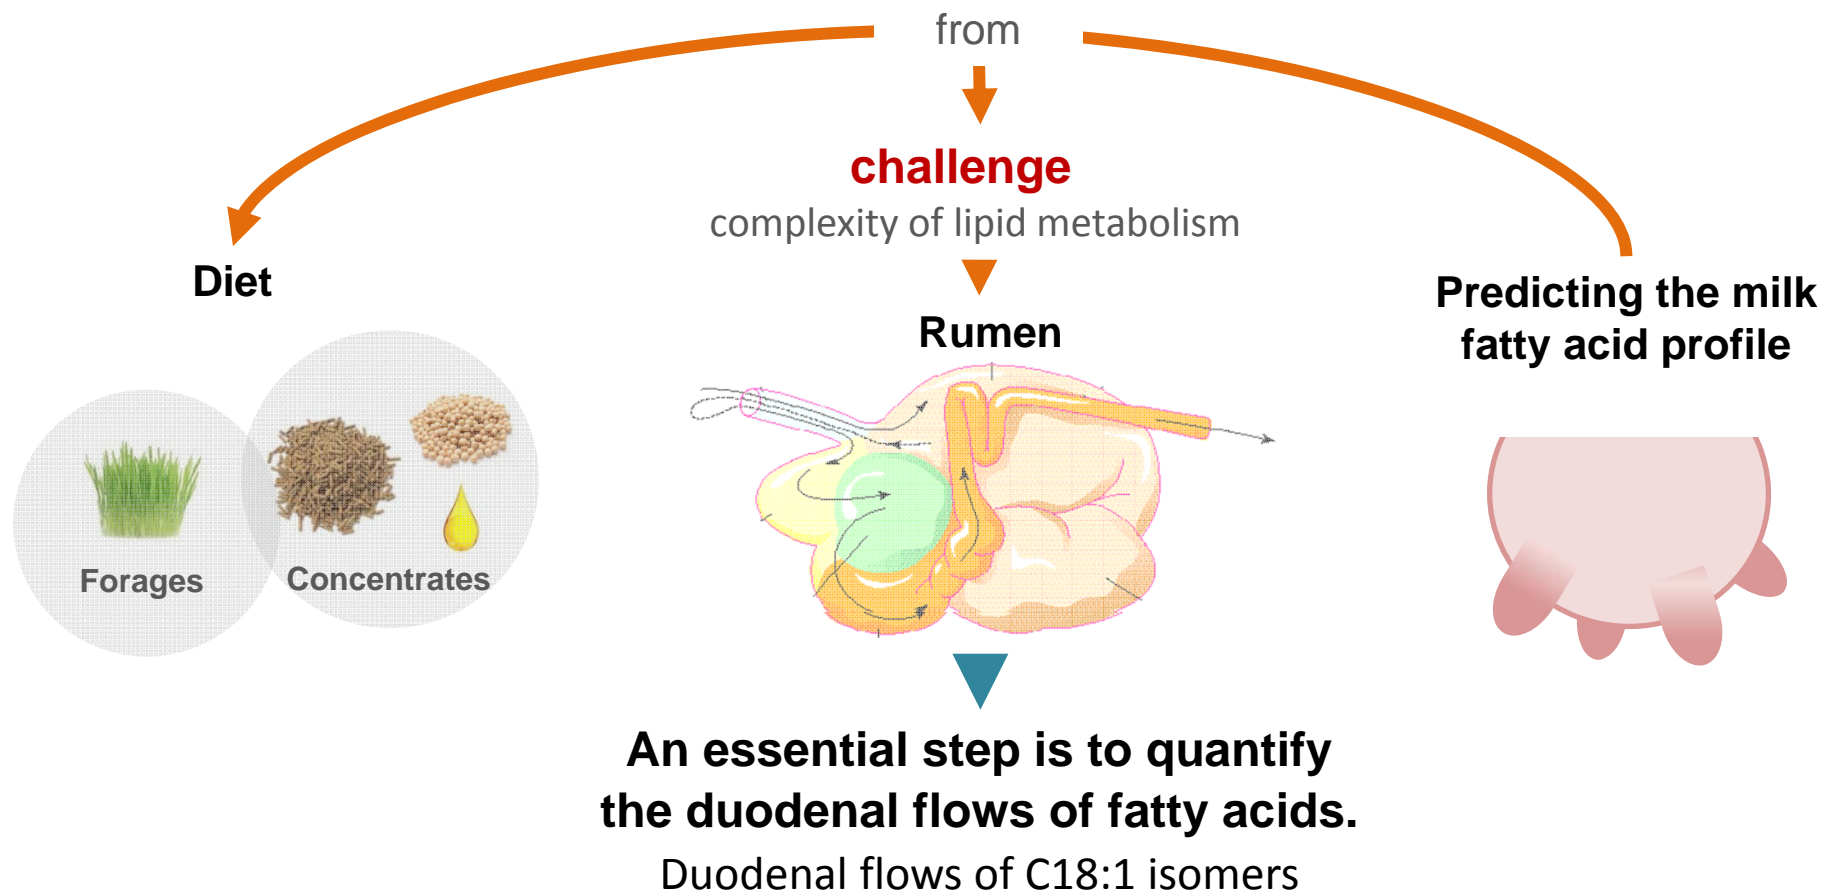 from
challenge
complexity of lipid metabolism
Diet
Forages
Concentrates
Rumen
Predicting the milk
fatty acid profile
An essential step is to quantify
the duodenal flows of fatty acids.
Duodenal flows of C18:1 isomers